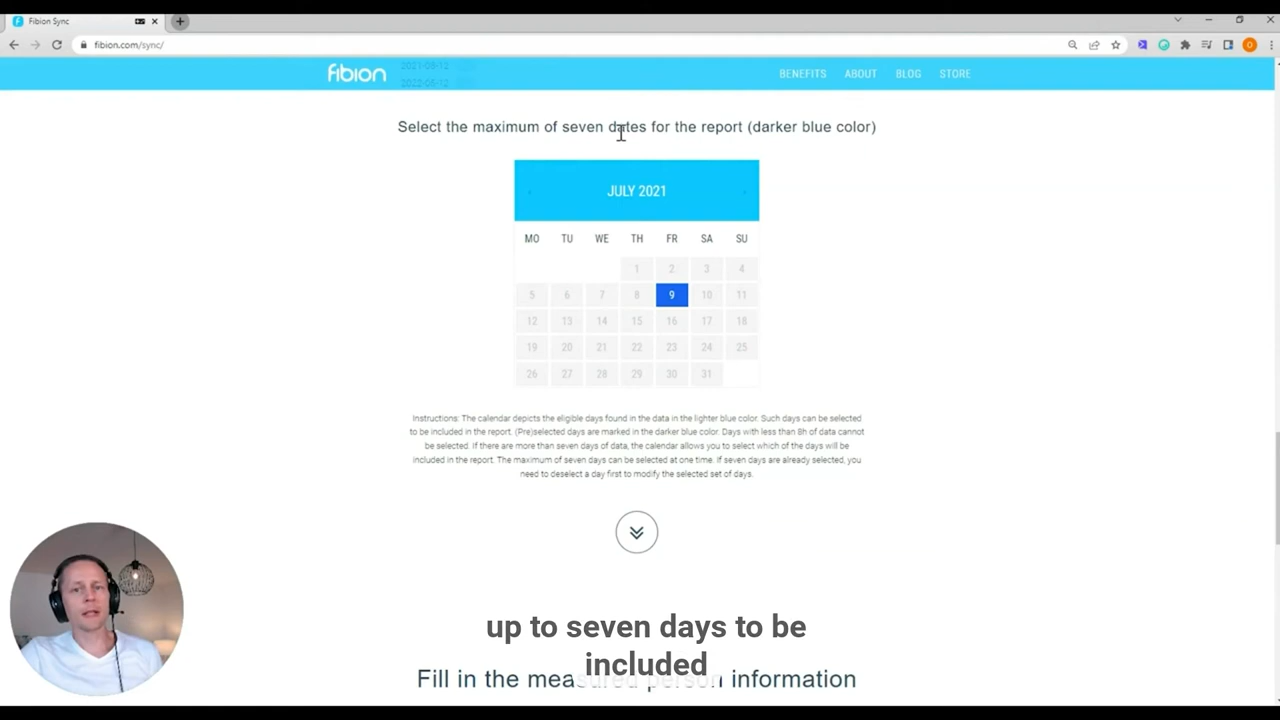 Fibion Sync
fibion.com/sync/
fibion
2021-08-12
2022-06-12
BENEFITS ABOUT BLOG STORE
Select the maximum of seven dates for the report (darker blue color)
JULY 2021
MO TU WE TH FR SA SU
1 2 3 4
5 6 7 8 9 10 11
12 13 14 15 16 17 18
19 20 21 22 23 24 25
26 27 28 29 30 31
Instructions: The calendar depicts the eligible days found in the data in the lighter blue color. Such days can be selected
to be included in the report. (Pre)selected days are marked in the darker blue color. Days with less than 8h of data cannot
be selected. If there are more than seven days of data, the calendar allows you to select which of the days will be
included in the report. The maximum of seven days can be selected at one time. If seven days are already selected, you
need to deselect a day first to modify the selected set of days.
up to seven days to be
included
Fill in the measured person information